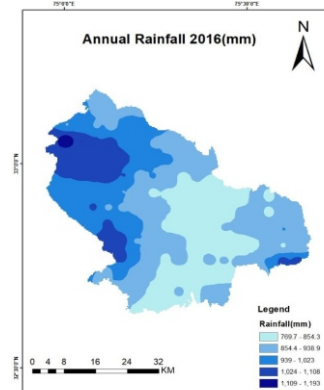 75°0'0"E 75°30'0"E
Annual Rainfall 2016(mm)
N
Legend
Rainfall(mm)
769.7 - 854.3
854.4 - 938.9
939 - 1,023
1,024 - 1,108
1,109 - 1,193
0 4 8 16 24 32
KM